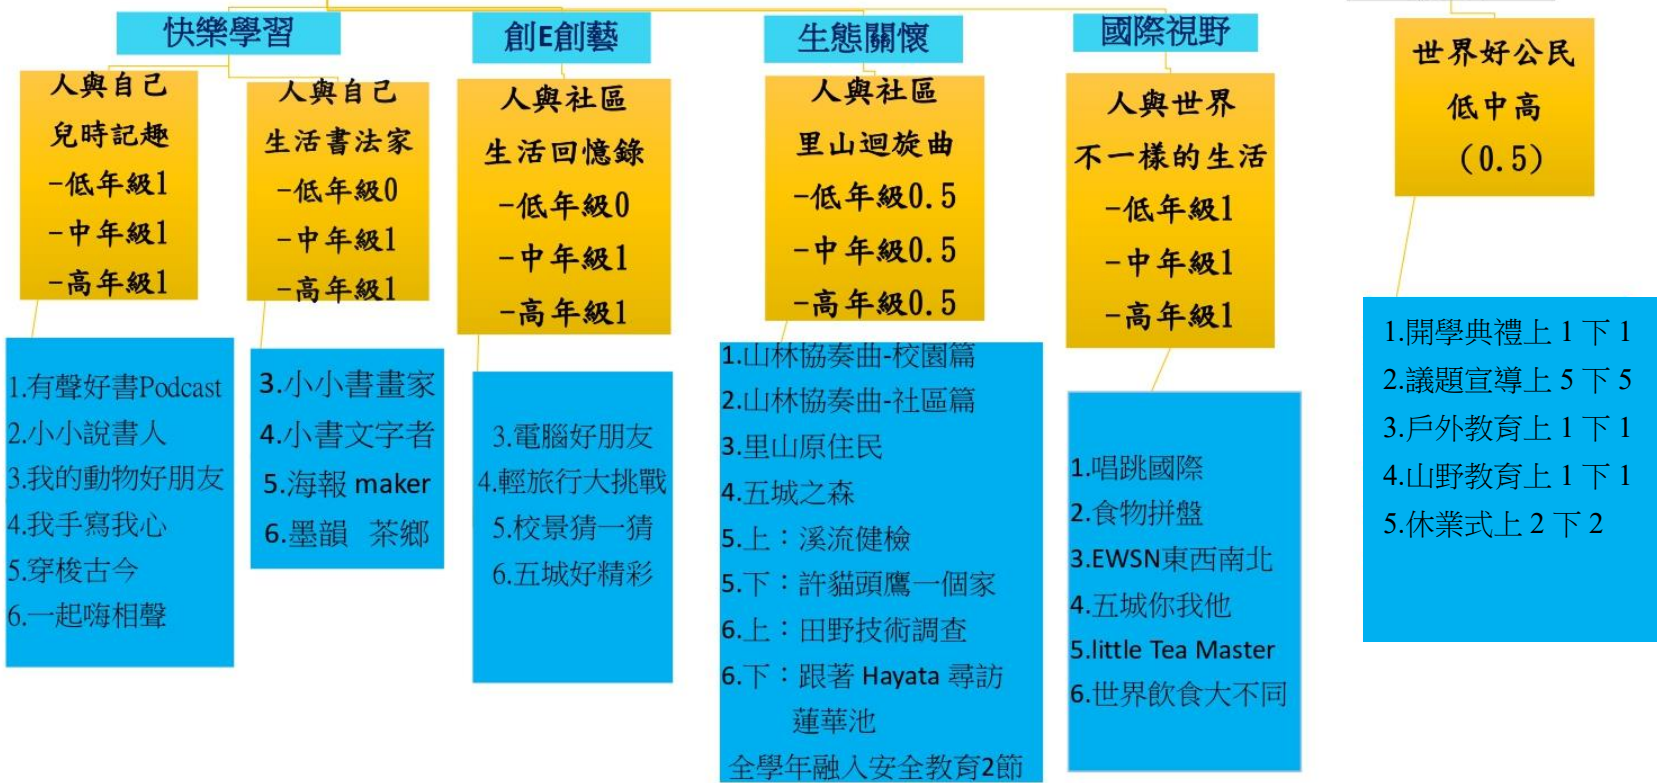 快樂學習
人與自己
兒時記趣
-低年級1
-中年級1
-高年級1
1.有聲好書Podcast
2.小小說書人
3.我的動物好朋友
4.我手寫我心
5.穿梭古今
6.一起嗨相聲
人與自己
生活書法家
-低年級0
-中年級1
-高年級1
3.小小書畫家
4.小書文字者
5.海報 maker
6.墨韻 茶鄉
創E創藝
人與社區
生活回憶錄
-低年級0
-中年級1
-高年級1
3.電腦好朋友
4.輕旅行大挑戰
5.校景猜一猜
6.五城好精彩
生態關懷
人與社區
里山迴旋曲
-低年級0.5
-中年級0.5
-高年級0.5
1.山林協奏曲-校園篇
2.山林協奏曲-社區篇
3.里山原住民
4.五城之森
5.上：溪流健檢
5.下：許貓頭鷹一個家
6.上：田野技術調查
6.下：跟著 Hayata 尋訪
蓮華池
全學年融入安全教育2節
國際視野
人與世界
不一樣的生活
-低年級1
-中年級1
-高年級1
1.唱跳國際
2.食物拼盤
3.EWSN東西南北
4.五城你我他
5.little Tea Master
6.世界飲食大不同
世界好公民
低中高
（0.5）
1.開學典禮上 1 下 1
2.議題宣導上 5 下 5
3.戶外教育上 1 下 1
4.山野教育上 1 下 1
5.休業式上 2 下 2